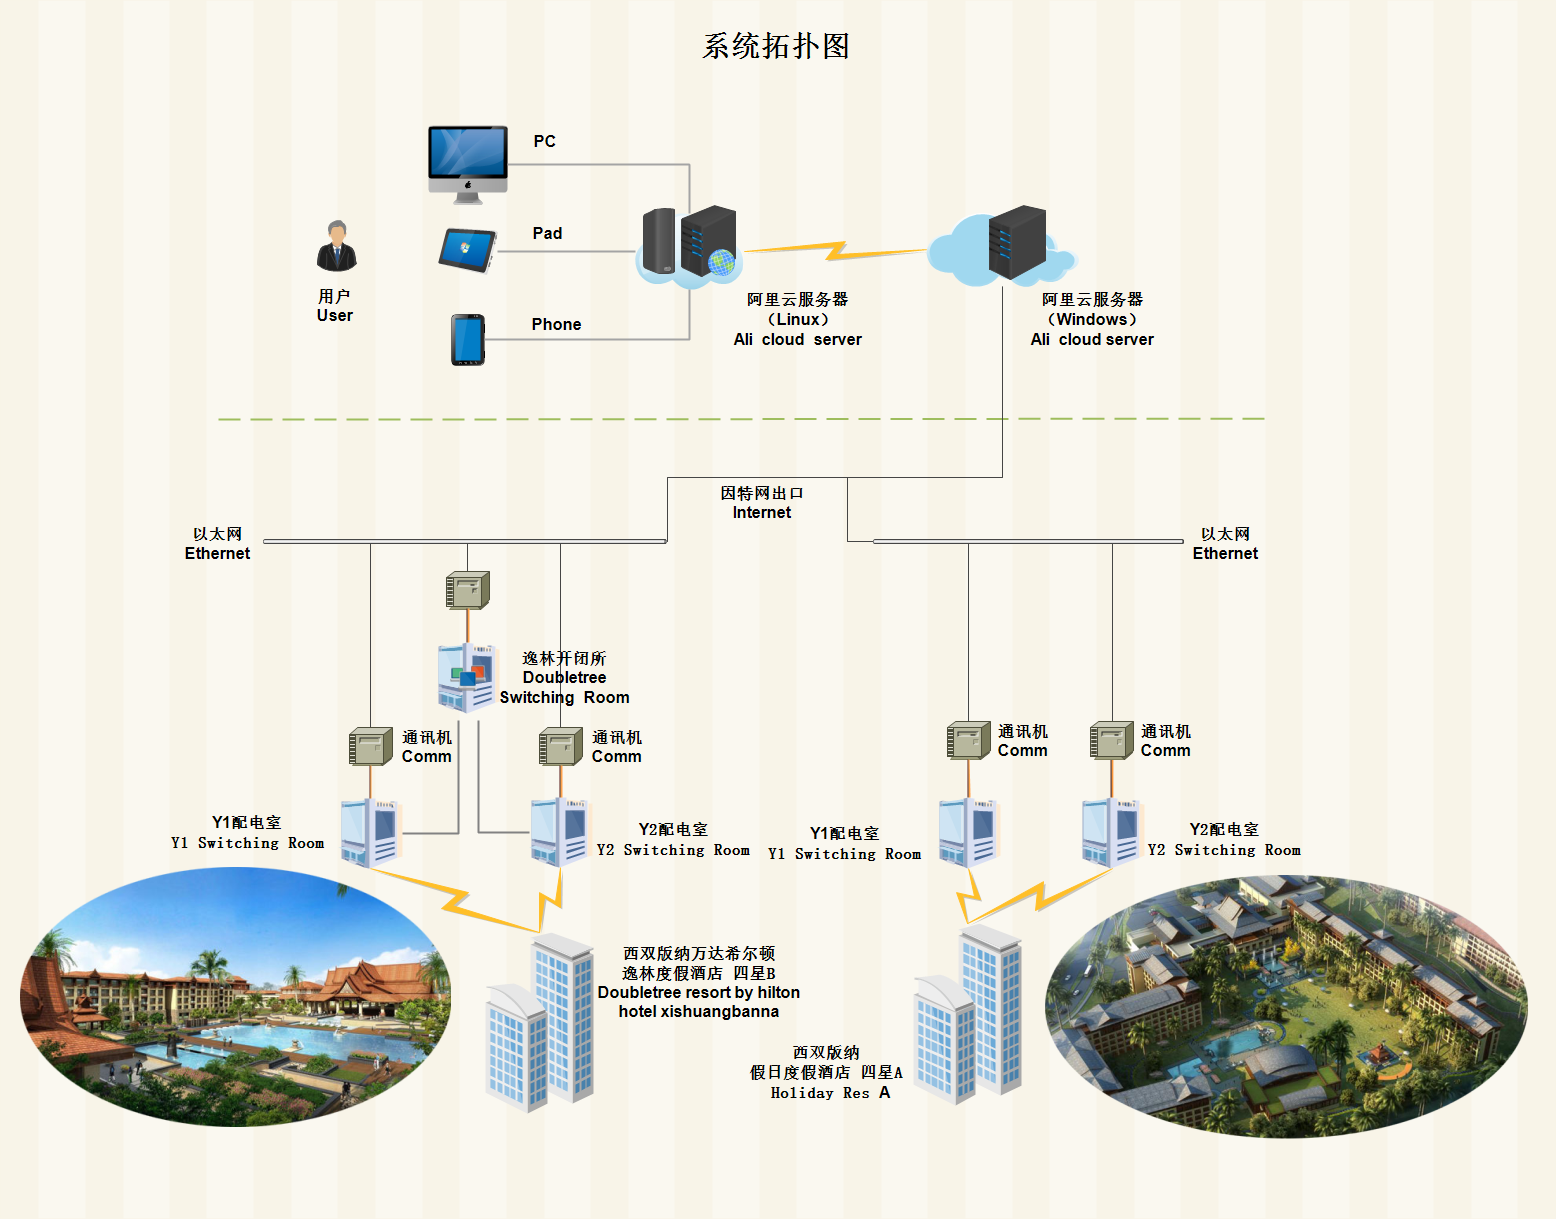 系统拓扑图
PC
Pad
Phone
用户
User
阿里云服务器
（Linux）
Ali cloud server
阿里云服务器
（Windows）
Ali cloud server
因特网出口
Internet
以太网
Ethernet
以太网
Ethernet
逸林开闭所
Doubletree
Switching Room
通讯机
Comm
通讯机
Comm
通讯机
Comm
通讯机
Comm
Y1配电室
Y1 Switching Room
Y2配电室
Y2 Switching Room
Y1配电室
Y1 Switching Room
Y2配电室
Y2 Switching Room
西双版纳万达希尔顿
逸林度假酒店 四星B
Doubletree resort by hilton
hotel xishuangbanna
西双版纳
假日度假酒店 四星A
Holiday Res A